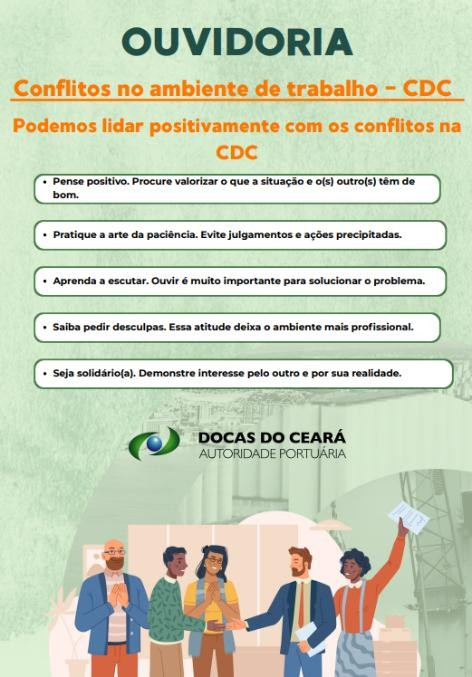 OUVIDORIA
Conflitos no ambiente de trabalho - CDC
Podemos lidar positivamente com os conflitos na
CDC
• Pense positivo. Procure valorizar o que a situação e o(s) outro(s) têm de
bom.
• Pratique a arte da paciência. Evite julgamentos e ações precipitadas.
• Aprenda a escutar. Ouvir é muito importante para solucionar o problema.
• Saiba pedir desculpas. Essa atitude deixa o ambiente mais profissional.
• Seja solidário(a). Demonstre interesse pelo outro e por sua realidade.
DOCAS DO CEARÁ
AUTORIDADE PORTUÁRIA